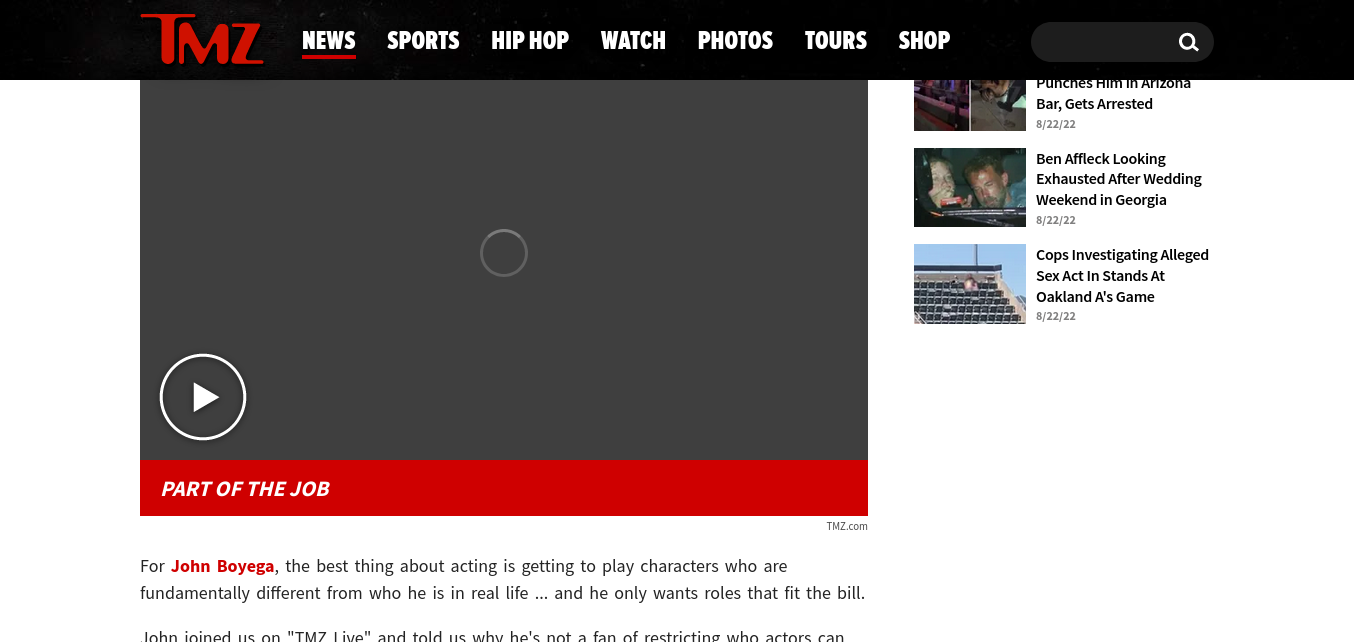 TMZ
NEWS
SPORTS
HIP HOP
WATCH
PHOTOS
TOURS
SHOP
Punches Him in Arizona
Bar, Gets Arrested
8/22/22
Ben Affleck Looking
Exhausted After Wedding
Weekend in Georgia
8/22/22
Cops Investigating Alleged
Sex Act In Stands At
Oakland A's Game
8/22/22
PART OF THE JOB
TMZ.com
For John Boyega, the best thing about acting is getting to play characters who are
fundamentally different from who he is in real life ... and he only wants roles that fit the bill.
John joined us on "TMZ Live" and told us why he's not a fan of restricting who actors can